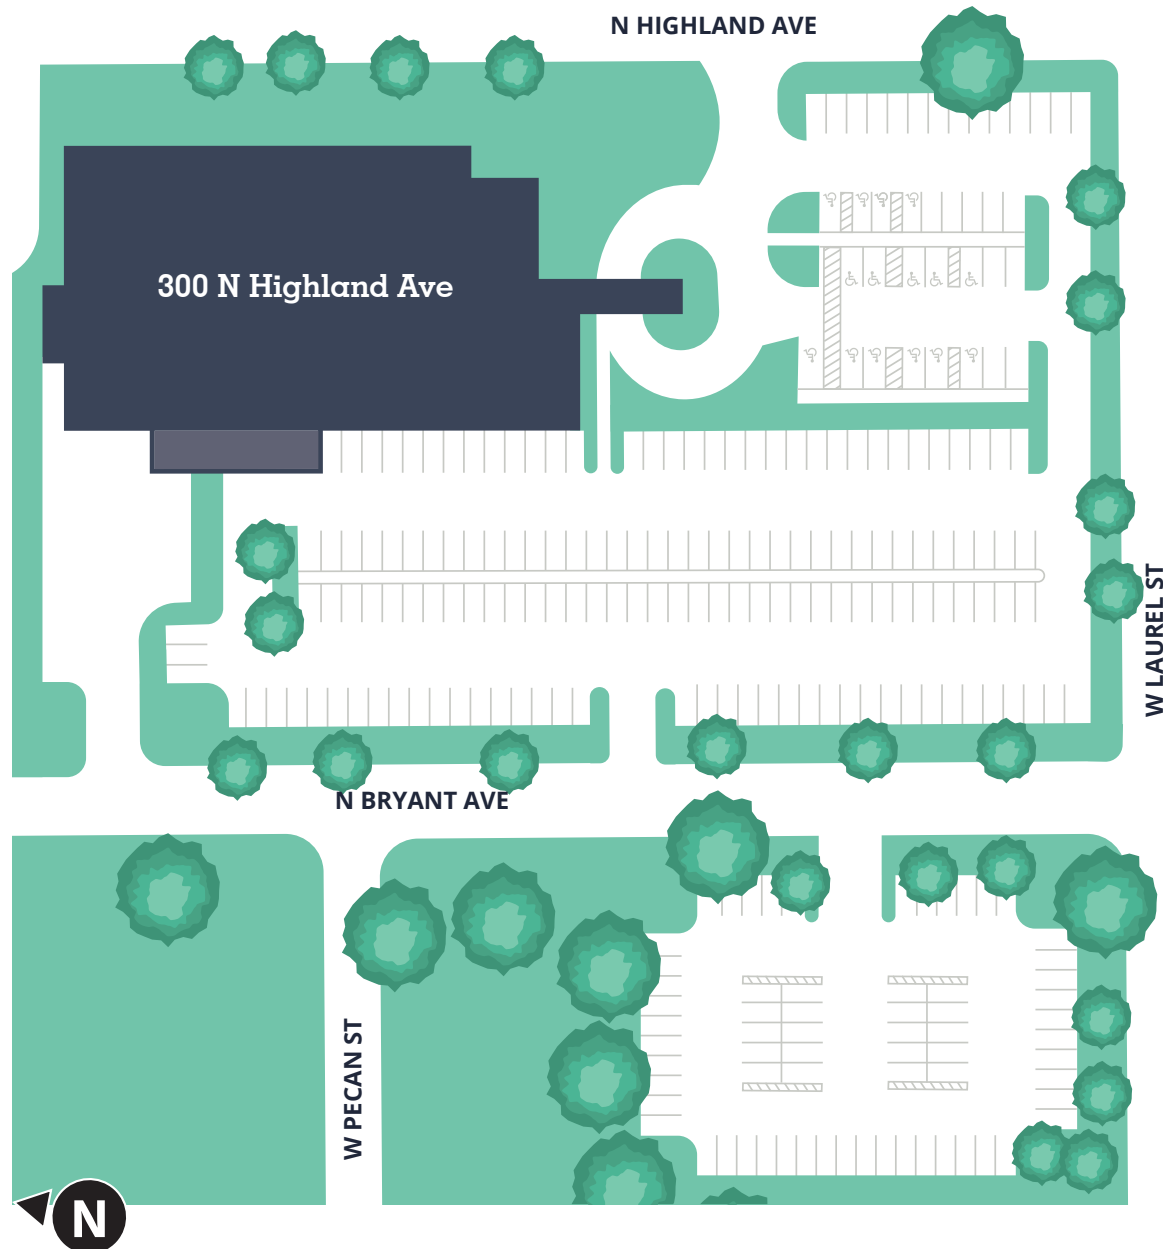 N HIGHLAND AVE
300 N Highland Ave
W LAUREL ST
N BRYANT AVE
W PECAN ST
N